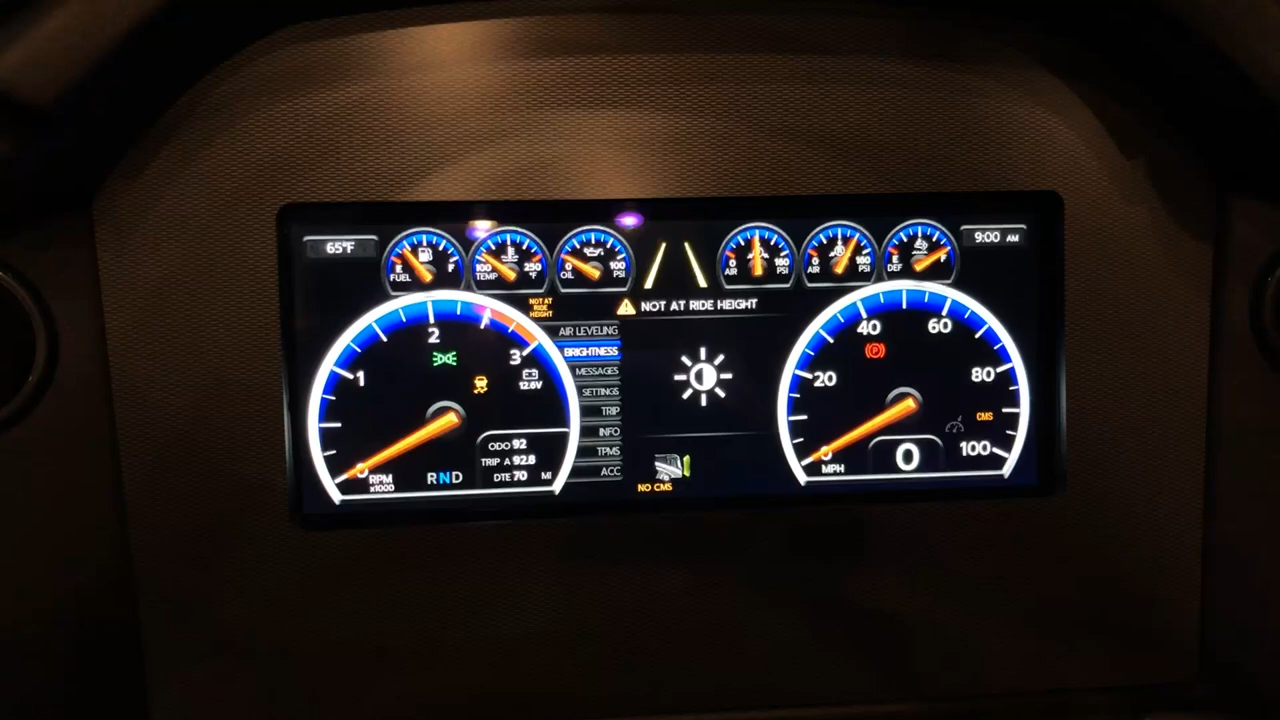 65°F
E F
FUEL
100 250
TEMP °F
0 100
OIL PSI
0 160
AIR PSI
0 160
AIR PSI
E F
DEF
9:00 AM
NOT AT
RIDE
HEIGHT
NOT AT RIDE HEIGHT
0 1 2 3
12.6V
RPM
x1000
RND
ODO 92
TRIP A 92.8
DTE 70 MI
AIR LEVELING
BRIGHTNESS
MESSAGES
SETTINGS
TRIP
INFO
TPMS
ACC
NO CMS
0 20 40 60 80 100
P
CMS
MPH
0